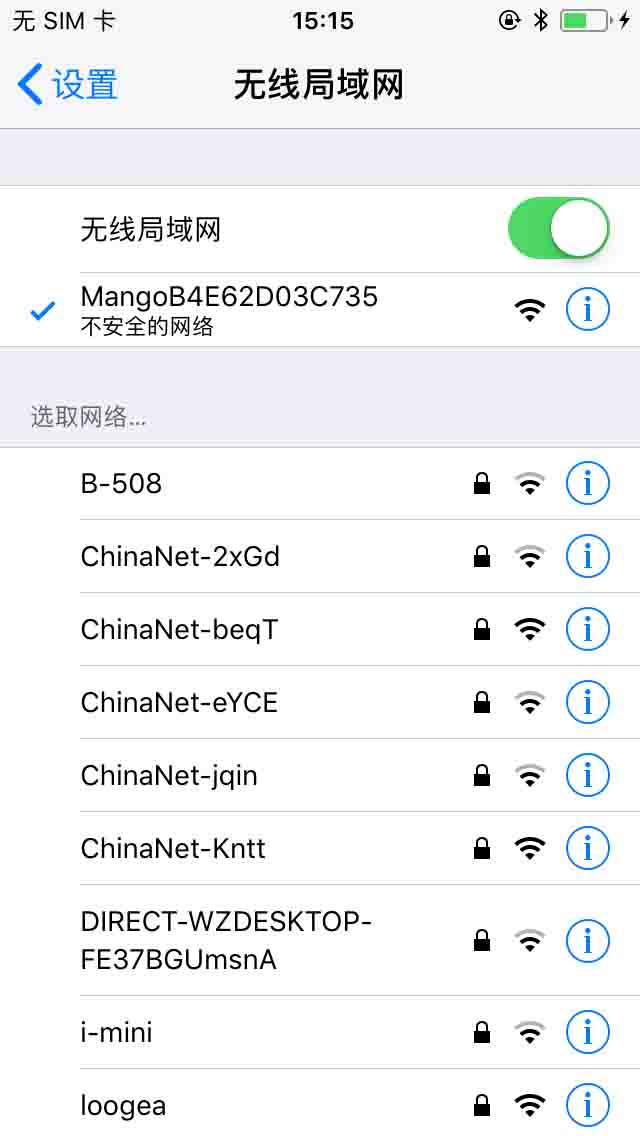 无 SIM 卡
15:15
设置
无线局域网
无线局域网
MangoB4E62D03C735
不安全的网络
选取网络...
B-508
ChinaNet-2xGd
ChinaNet-beqT
ChinaNet-eYCE
ChinaNet-jqin
ChinaNet-Kntt
DIRECT-WZDESKTOP-
FE37BGUmsnA
i-mini
loogea